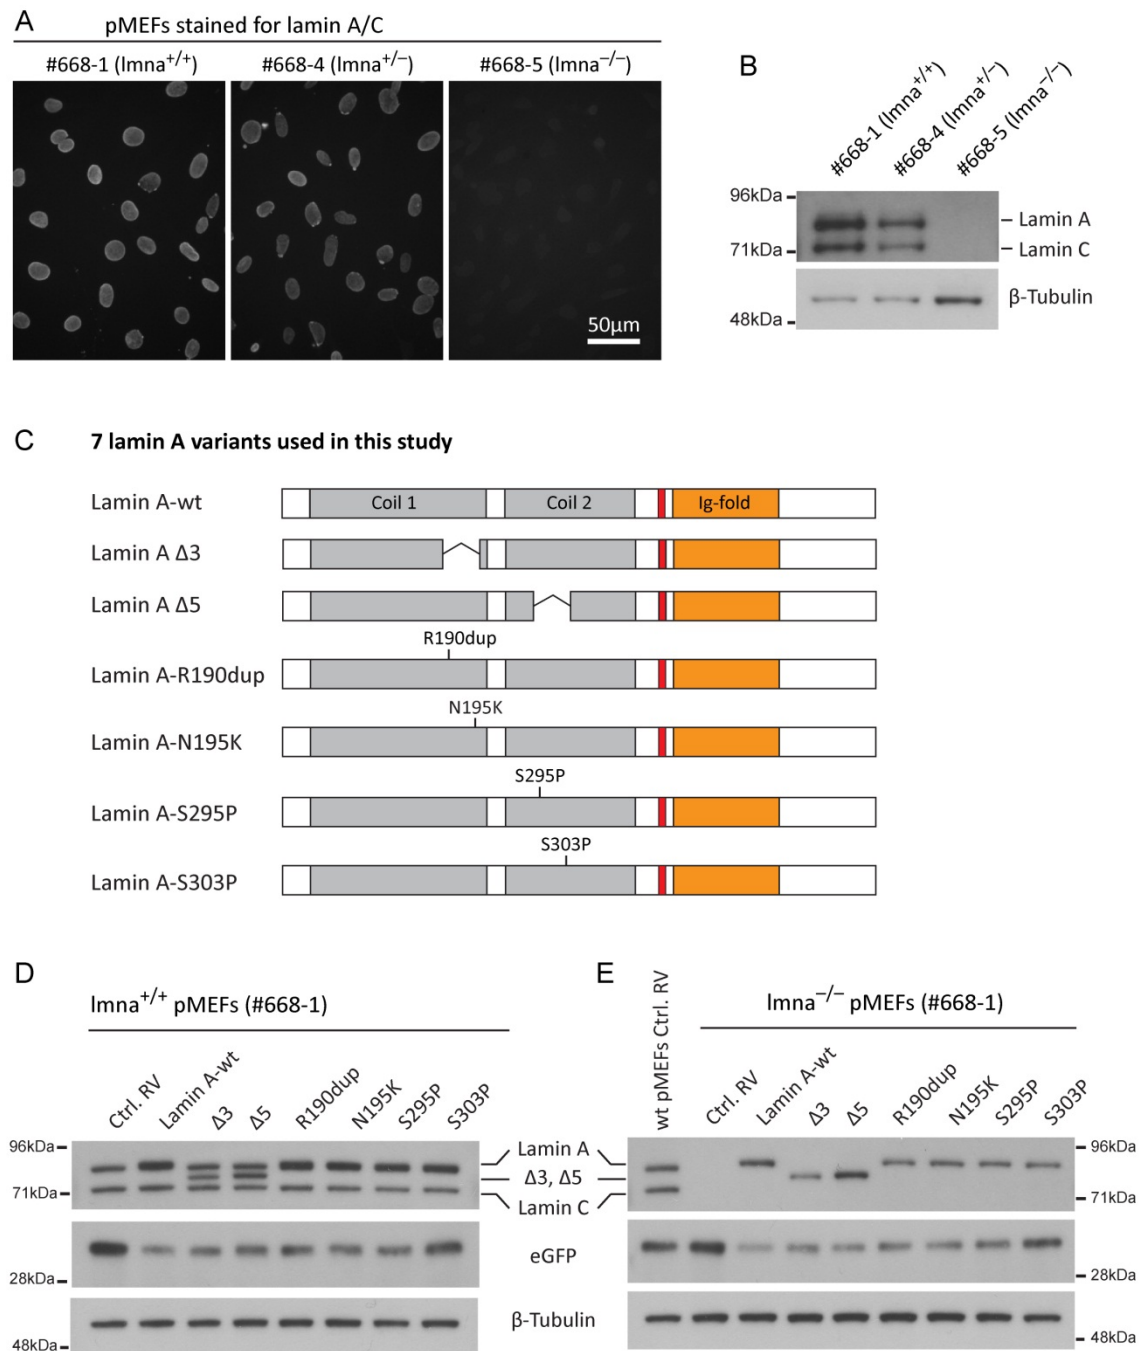 A
pMEFs stained for lamin A/C
#668-1 (lmna+/+)
#668-4 (lmna+/−)
#668-5 (lmna−/−)
50µm
B
#668-1 (lmna+/+)
#668-4 (lmna+/−)
#668-5 (lmna−/−)
96kDa
71kDa
48kDa
Lamin A
Lamin C
β-Tubulin
C
7 lamin A variants used in this study
Lamin A-wt
Coil 1
Coil 2
Ig-fold
Lamin A Δ3
Lamin A Δ5
R190dup
Lamin A-R190dup
N195K
Lamin A-N195K
S295P
Lamin A-S295P
S303P
Lamin A-S303P
D
lmna+/+ pMEFs (#668-1)
Ctrl. RV
Lamin A-wt
Δ3
Δ5
R190dup
N195K
S295P
S303P
96kDa
71kDa
28kDa
48kDa
Lamin A
Δ3, Δ5
Lamin C
eGFP
β-Tubulin
E
wt pMEFs Ctrl. RV
lmna−/− pMEFs (#668-1)
Ctrl. RV
Lamin A-wt
Δ3
Δ5
R190dup
N195K
S295P
S303P
96kDa
71kDa
28kDa
48kDa